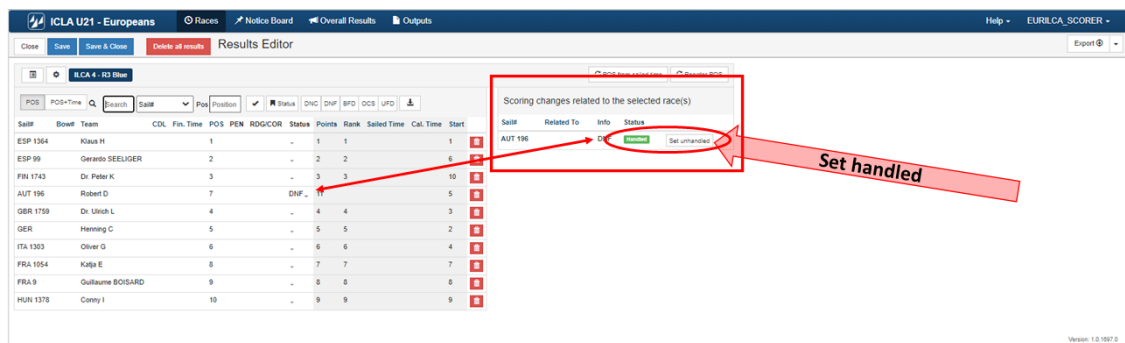 ICLA U21 - Europeans Races Notice Board Overall Results Outputs Help EURILCA_SCORER
Close Save Save & Close Delete all results Results Editor Export
ILCA 4 - R3 Blue POS from sailed time Reorder POS
Scoring changes related to the selected race(s)
POS POS+Time Search Sail# Pos Position Status DNC DNF BFD OCS UFD
Sail# Related To Info Status
Sail# Bow# Team CDL Fin. Time POS PEN RDG/COR Status Points Rank Sailed Time Cal. Time Start
AUT 196 DNF Handled Set unhandled
ESP 1364 Klaus H 1 1 1 1
ESP 99 Gerardo SEELIGER 2 2 2 6
Set handled
FIN 1743 Dr. Peter K 3 3 3 10
AUT 196 Robert D 7 DNF 11 5
GBR 1759 Dr. Ulrich L 4 4 4 3
GER Henning C 5 5 5 2
ITA 1303 Oliver G 6 6 6 4
FRA 1054 Katja E 8 7 7 7
FRA 9 Guillaume BOISARD 9 8 8 8
HUN 1378 Conny I 10 9 9 9
Version: 1.0.1697.0